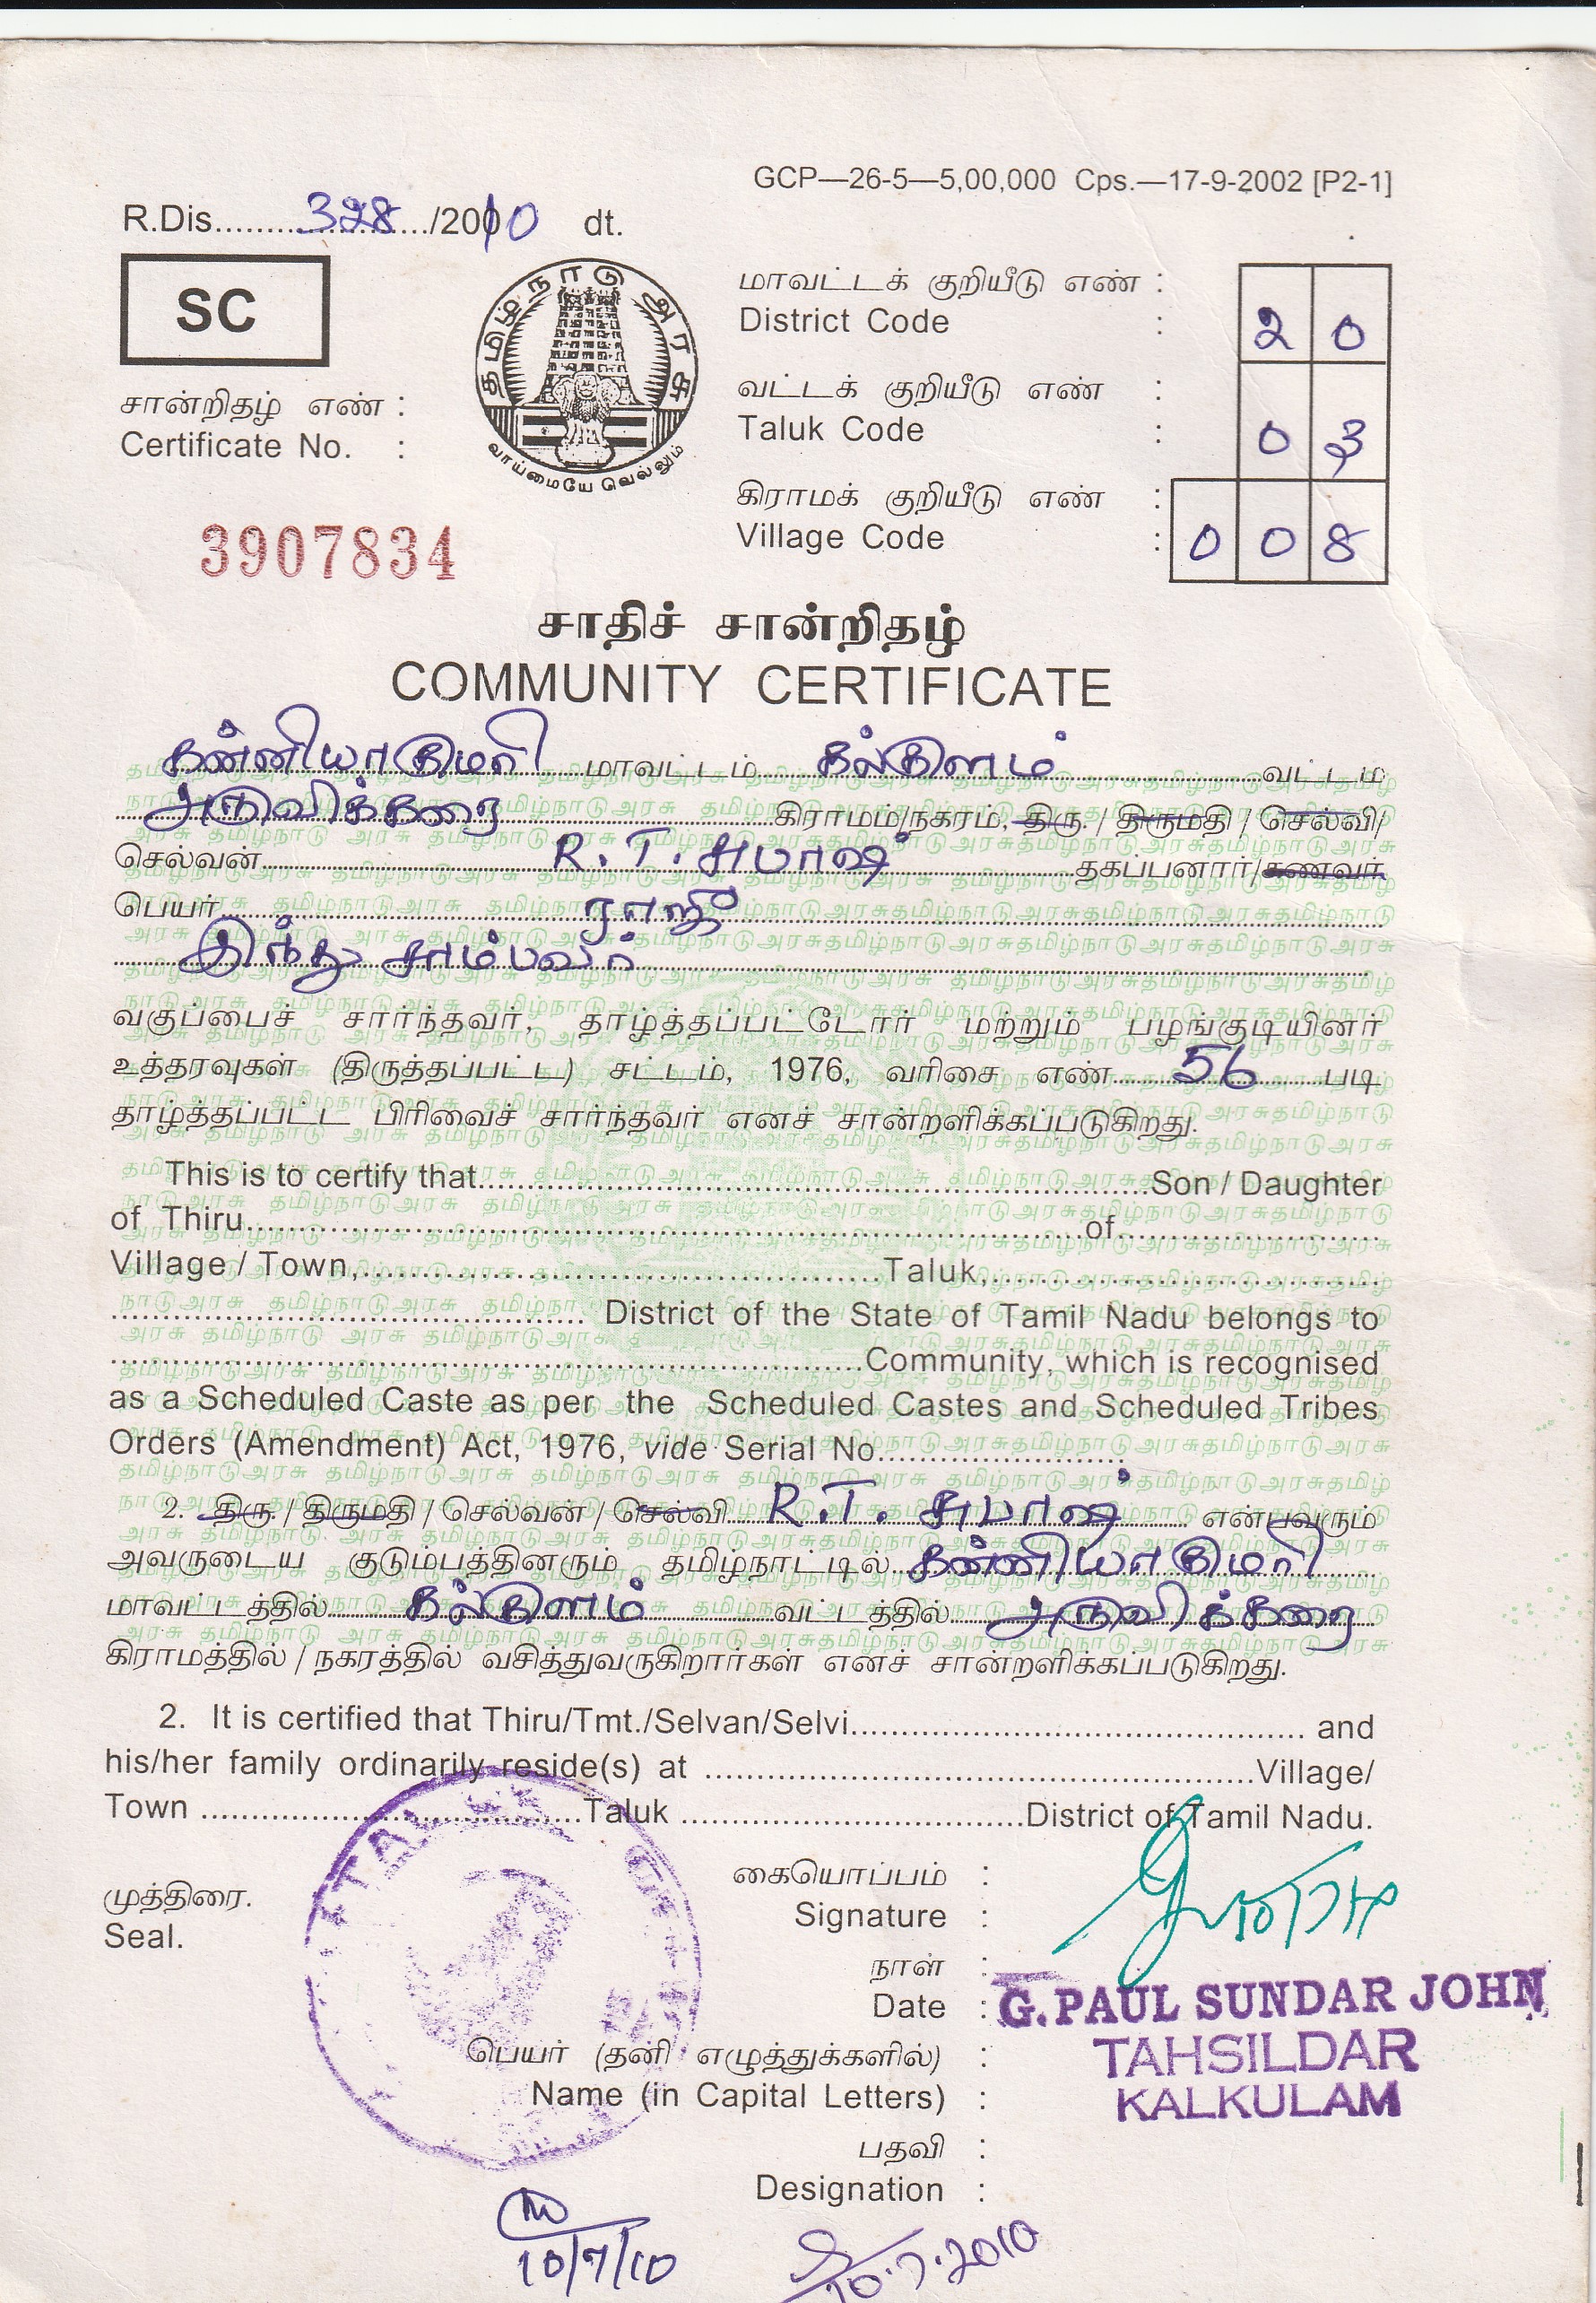 GCP—26-5—5,00,000 Cps.—17-9-2002 [P2-1]
R.Dis....328..../2010 dt.
SC
தமிழ்நாடு அரசு
வாய்மையே வெல்லும்
மாவட்டக் குறியீடு எண் :
District Code : 2 0
வட்டக் குறியீடு எண் :
Taluk Code : 0 3
கிராமக் குறியீடு எண் :
Village Code : 0 0 8
சான்றிதழ் எண் :
Certificate No. :
3907834
சாதிச் சான்றிதழ்
COMMUNITY CERTIFICATE
கன்னியாகுமரி மாவட்டம் கல்குளம் வட்டம்
அருவிக்கரை கிராமம்/நகரம், திரு. / திருமதி / செல்வி/
செல்வன் R.T. சுபாஷ் தகப்பனார்/கணவர்
பெயர் ராஜீ
இந்து சாம்பவர்
வகுப்பைச் சார்ந்தவர், தாழ்த்தப்பட்டோர் மற்றும் பழங்குடியினர்
உத்தரவுகள் (திருத்தப்பட்ட) சட்டம், 1976, வரிசை எண் 56 படி
தாழ்த்தப்பட்ட பிரிவைச் சார்ந்தவர் எனச் சான்றளிக்கப்படுகிறது.
This is to certify that.....Son / Daughter
of Thiru.....of.....
Village / Town,.....Taluk,.....
..... District of the State of Tamil Nadu belongs to
.....Community, which is recognised
as a Scheduled Caste as per the Scheduled Castes and Scheduled Tribes
Orders (Amendment) Act, 1976, vide Serial No.....
2. திரு. / திருமதி / செல்வன் / செல்வி R.T. சுபாஷ் என்பவரும்
அவருடைய குடும்பத்தினரும் தமிழ்நாட்டில் கன்னியாகுமரி
மாவட்டத்தில் கல்குளம் வட்டத்தில் அருவிக்கரை
கிராமத்தில் / நகரத்தில் வசித்துவருகிறார்கள் எனச் சான்றளிக்கப்படுகிறது.
2. It is certified that Thiru/Tmt./Selvan/Selvi..... and
his/her family ordinarily reside(s) at .....Village/
Town .....Taluk .....District of Tamil Nadu.
முத்திரை.
Seal.
கையொப்பம் :
Signature :
நாள் :
Date :
G. PAUL SUNDAR JOHN
TAHSILDAR
KALKULAM
பெயர் (தனி எழுத்துக்களில்) :
Name (in Capital Letters) :
பதவி :
Designation :
10/7/10
10.7.2010